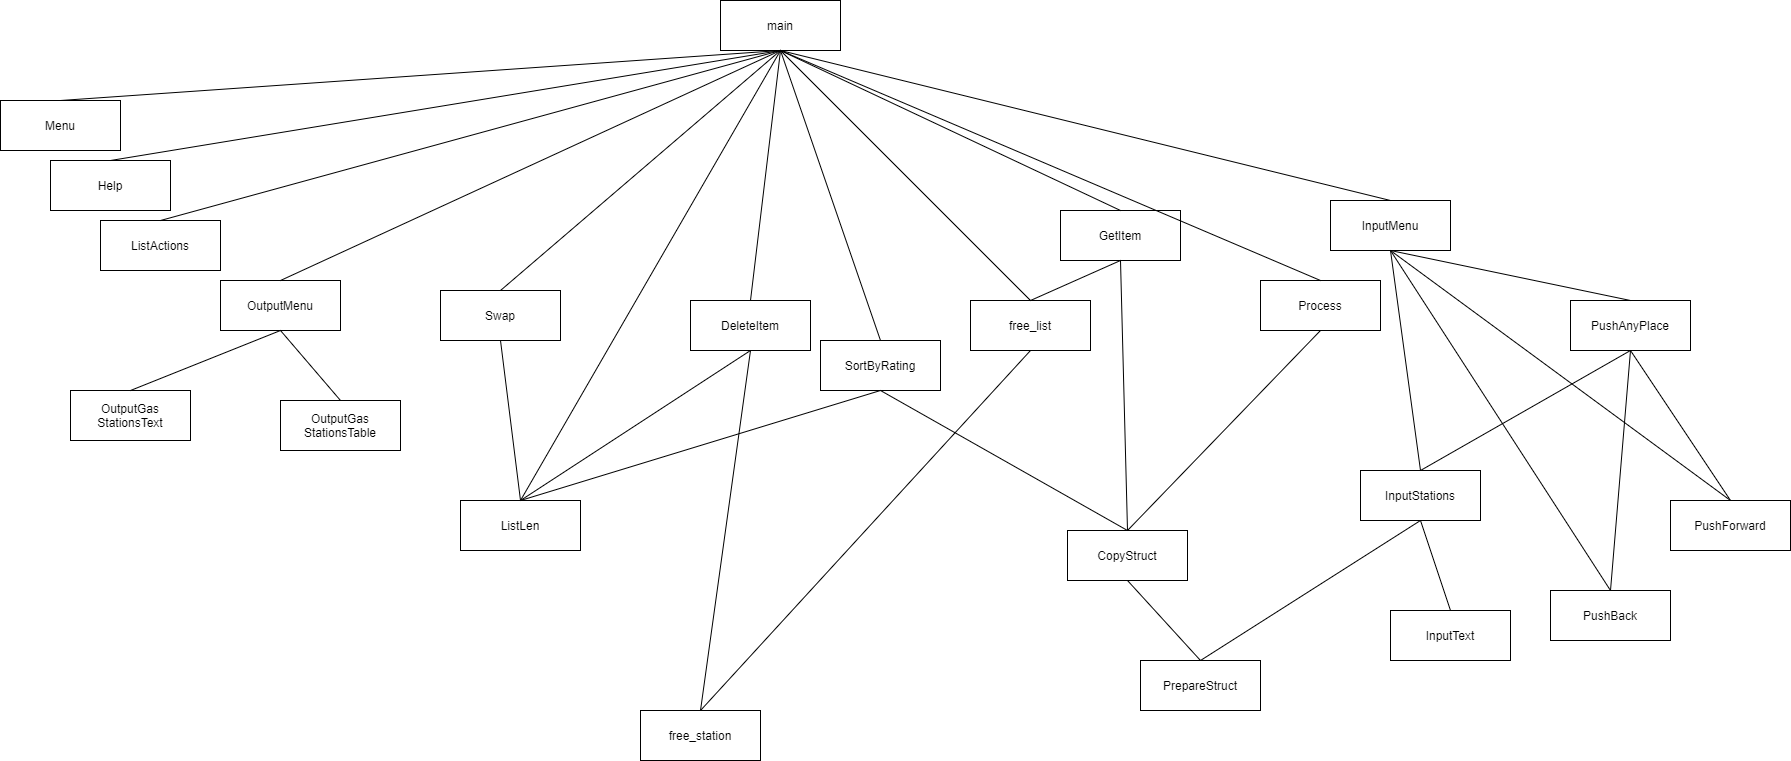 main
Menu
Help
ListActions
GetItem
InputMenu
OutputMenu
Swap
DeleteItem
free_list
Process
PushAnyPlace
SortByRating
OutputGas
StationsText
OutputGas
StationsTable
InputStations
ListLen
PushForward
CopyStruct
PushBack
InputText
PrepareStruct
free_station